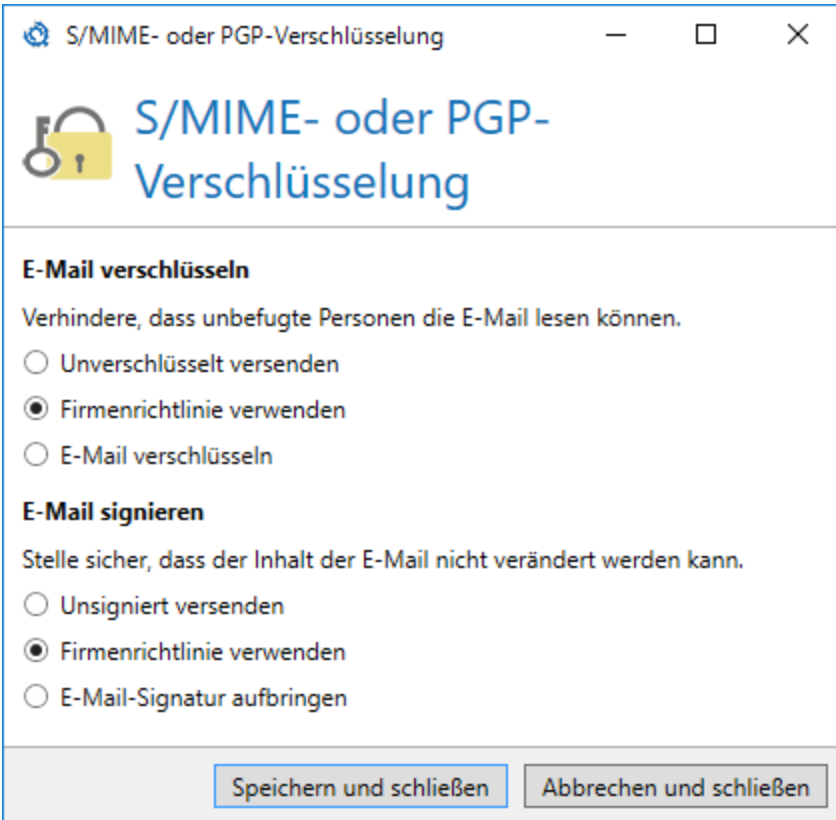 S/MIME- oder PGP-Verschlüsselung
S/MIME- oder PGP-
Verschlüsselung
E-Mail verschlüsseln
Verhindere, dass unbefugte Personen die E-Mail lesen können.
Unverschlüsselt versenden
Firmenrichtlinie verwenden
E-Mail verschlüsseln
E-Mail signieren
Stelle sicher, dass der Inhalt der E-Mail nicht verändert werden kann.
Unsigniert versenden
Firmenrichtlinie verwenden
E-Mail-Signatur aufbringen
Speichern und schließen Abbrechen und schließen